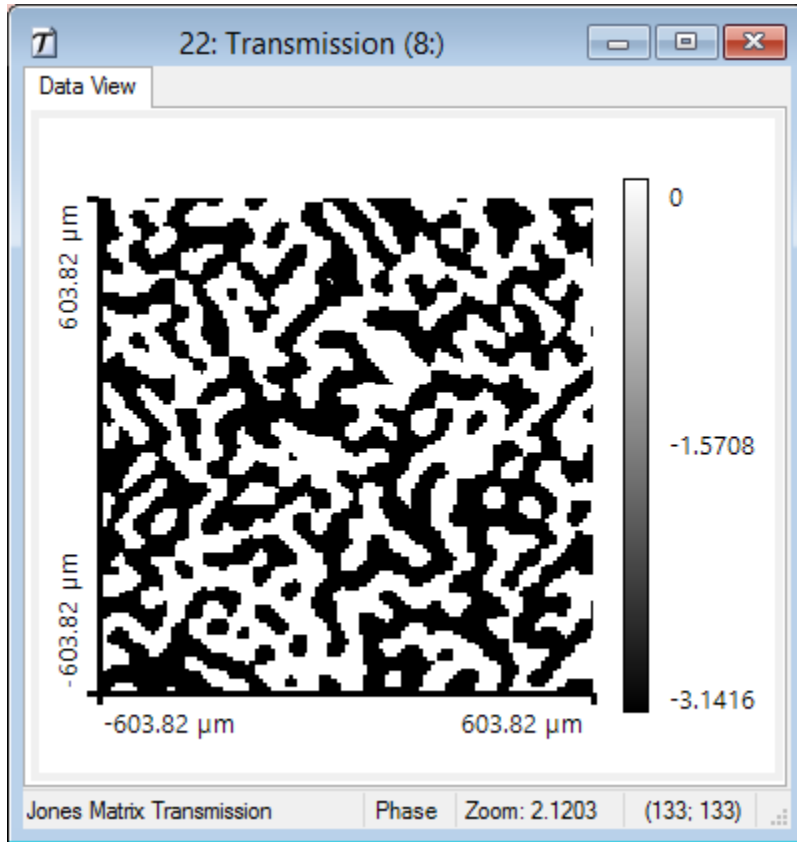 22: Transmission (8:)
Data View
603.82 µm
-603.82 µm
-603.82 µm
603.82 µm
0
-1.5708
-3.1416
Jones Matrix Transmission
Phase
Zoom: 2.1203
(133; 133)